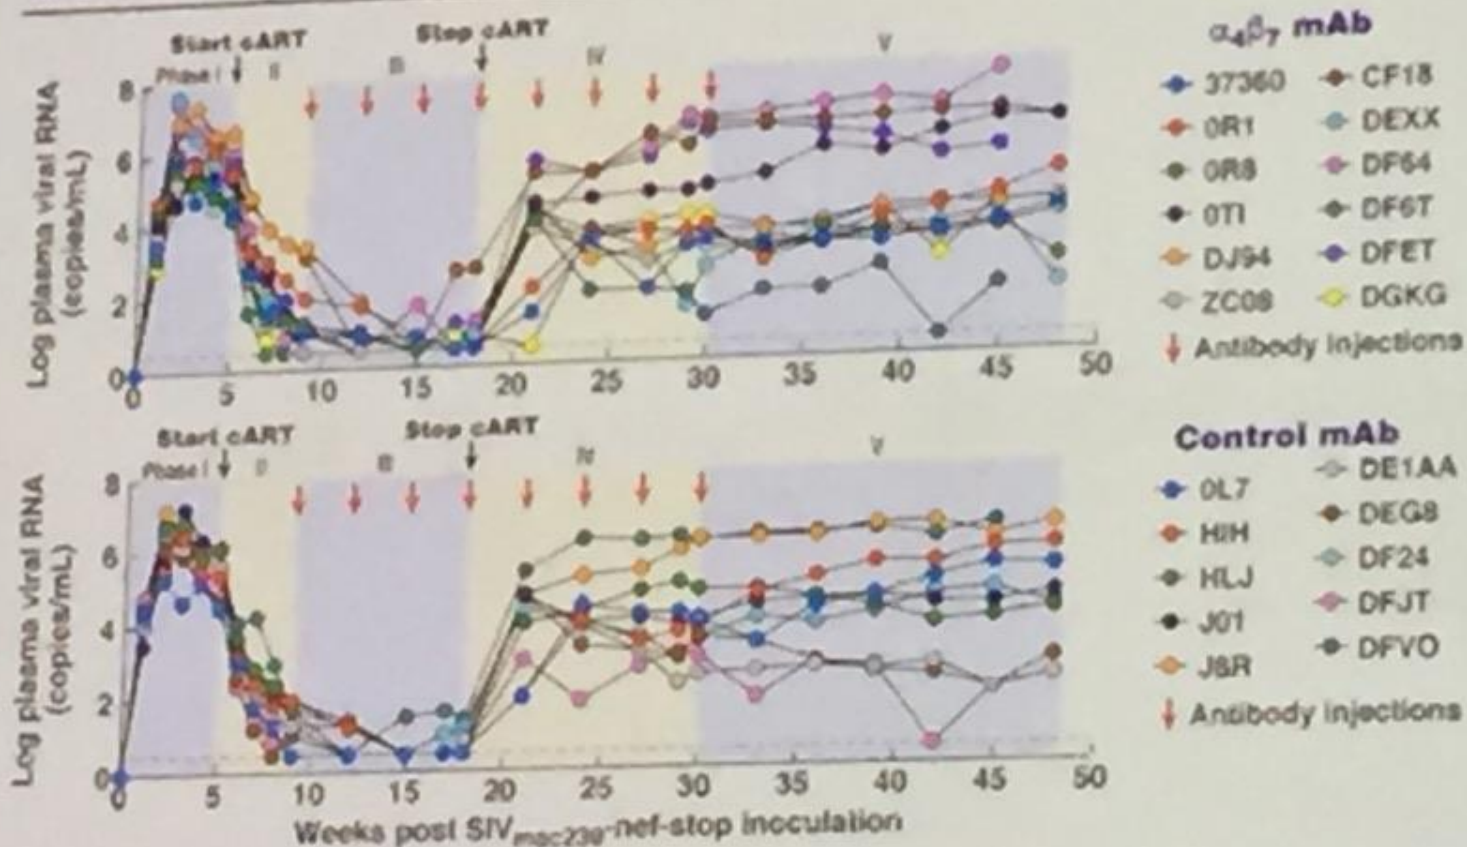 Start cART
Stop cART
α4β7 mAb
Phase I
II
III
IV
V
Log plasma viral RNA
(copies/mL)
8
6
4
2
0
0 5 10 15 20 25 30 35 40 45 50
37360
0R1
0R8
0TI
DJ94
ZC08
CF18
DEXX
DF64
DF6T
DFET
DGKG
Antibody injections
Start cART
Stop cART
Control mAb
Phase I
II
III
IV
V
Log plasma viral RNA
(copies/mL)
8
6
4
2
0
0 5 10 15 20 25 30 35 40 45 50
Weeks post SIVmac239-nef-stop inoculation
0L7
HIH
HLJ
J01
J8R
DE1AA
DEG8
DF24
DFJT
DFVO
Antibody injections